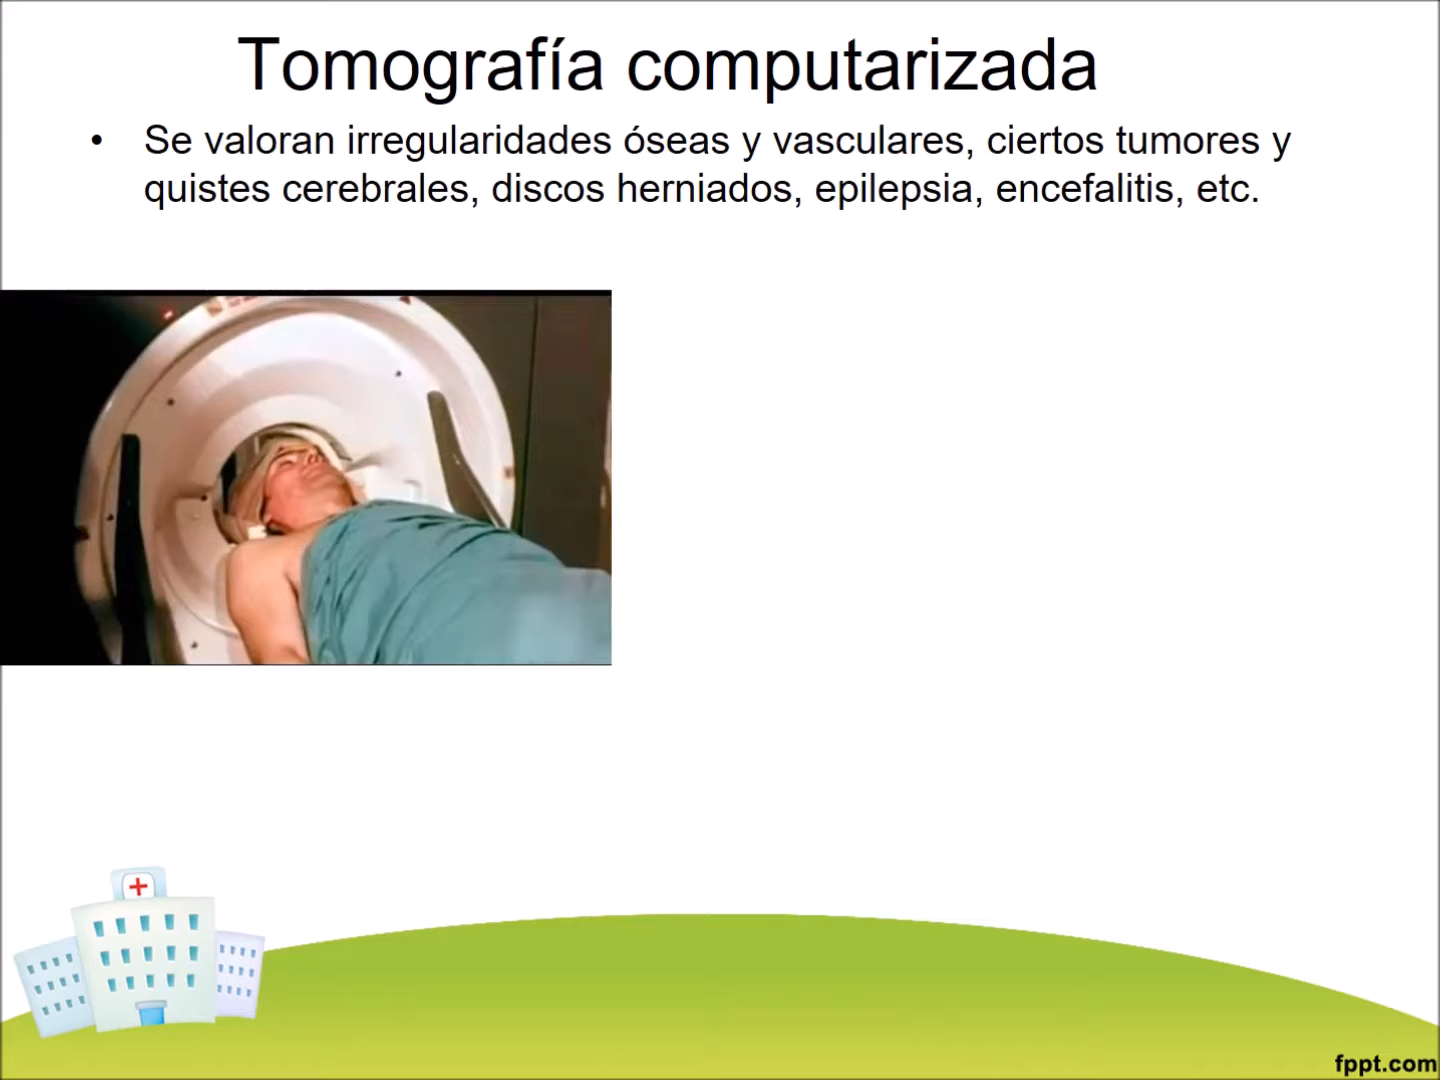 Tomografía computarizada
• Se valoran irregularidades óseas y vasculares, ciertos tumores y
quistes cerebrales, discos herniados, epilepsia, encefalitis, etc.
fppt.com